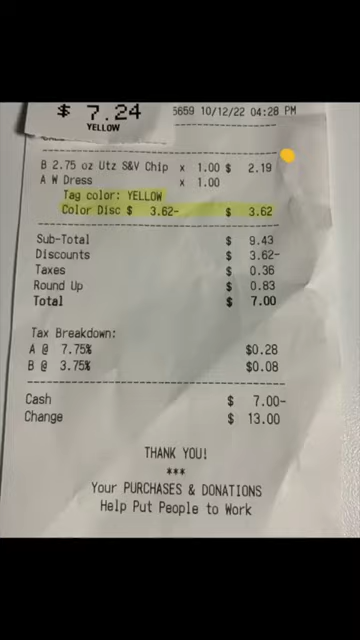 $ 7.24
YELLOW
5659 10/12/22 04:28 PM
B 2.75 oz Utz S&V Chip x 1.00 $ 2.19
A W Dress x 1.00
Tag color: YELLOW
Color Disc $ 3.62- $ 3.62
Sub-Total $ 9.43
Discounts $ 3.62-
Taxes $ 0.36
Round Up $ 0.83
Total $ 7.00
Tax Breakdown:
A @ 7.75% $0.28
B @ 3.75% $0.08
Cash $ 7.00-
Change $ 13.00
THANK YOU!
***
Your PURCHASES & DONATIONS
Help Put People to Work